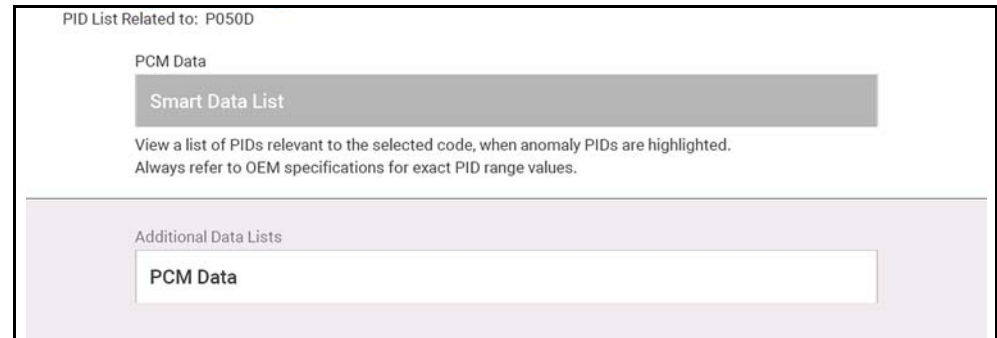 PID List Related to: P050D
PCM Data
Smart Data List
View a list of PIDs relevant to the selected code, when anomaly PIDs are highlighted.
Always refer to OEM specifications for exact PID range values.
Additional Data Lists
PCM Data